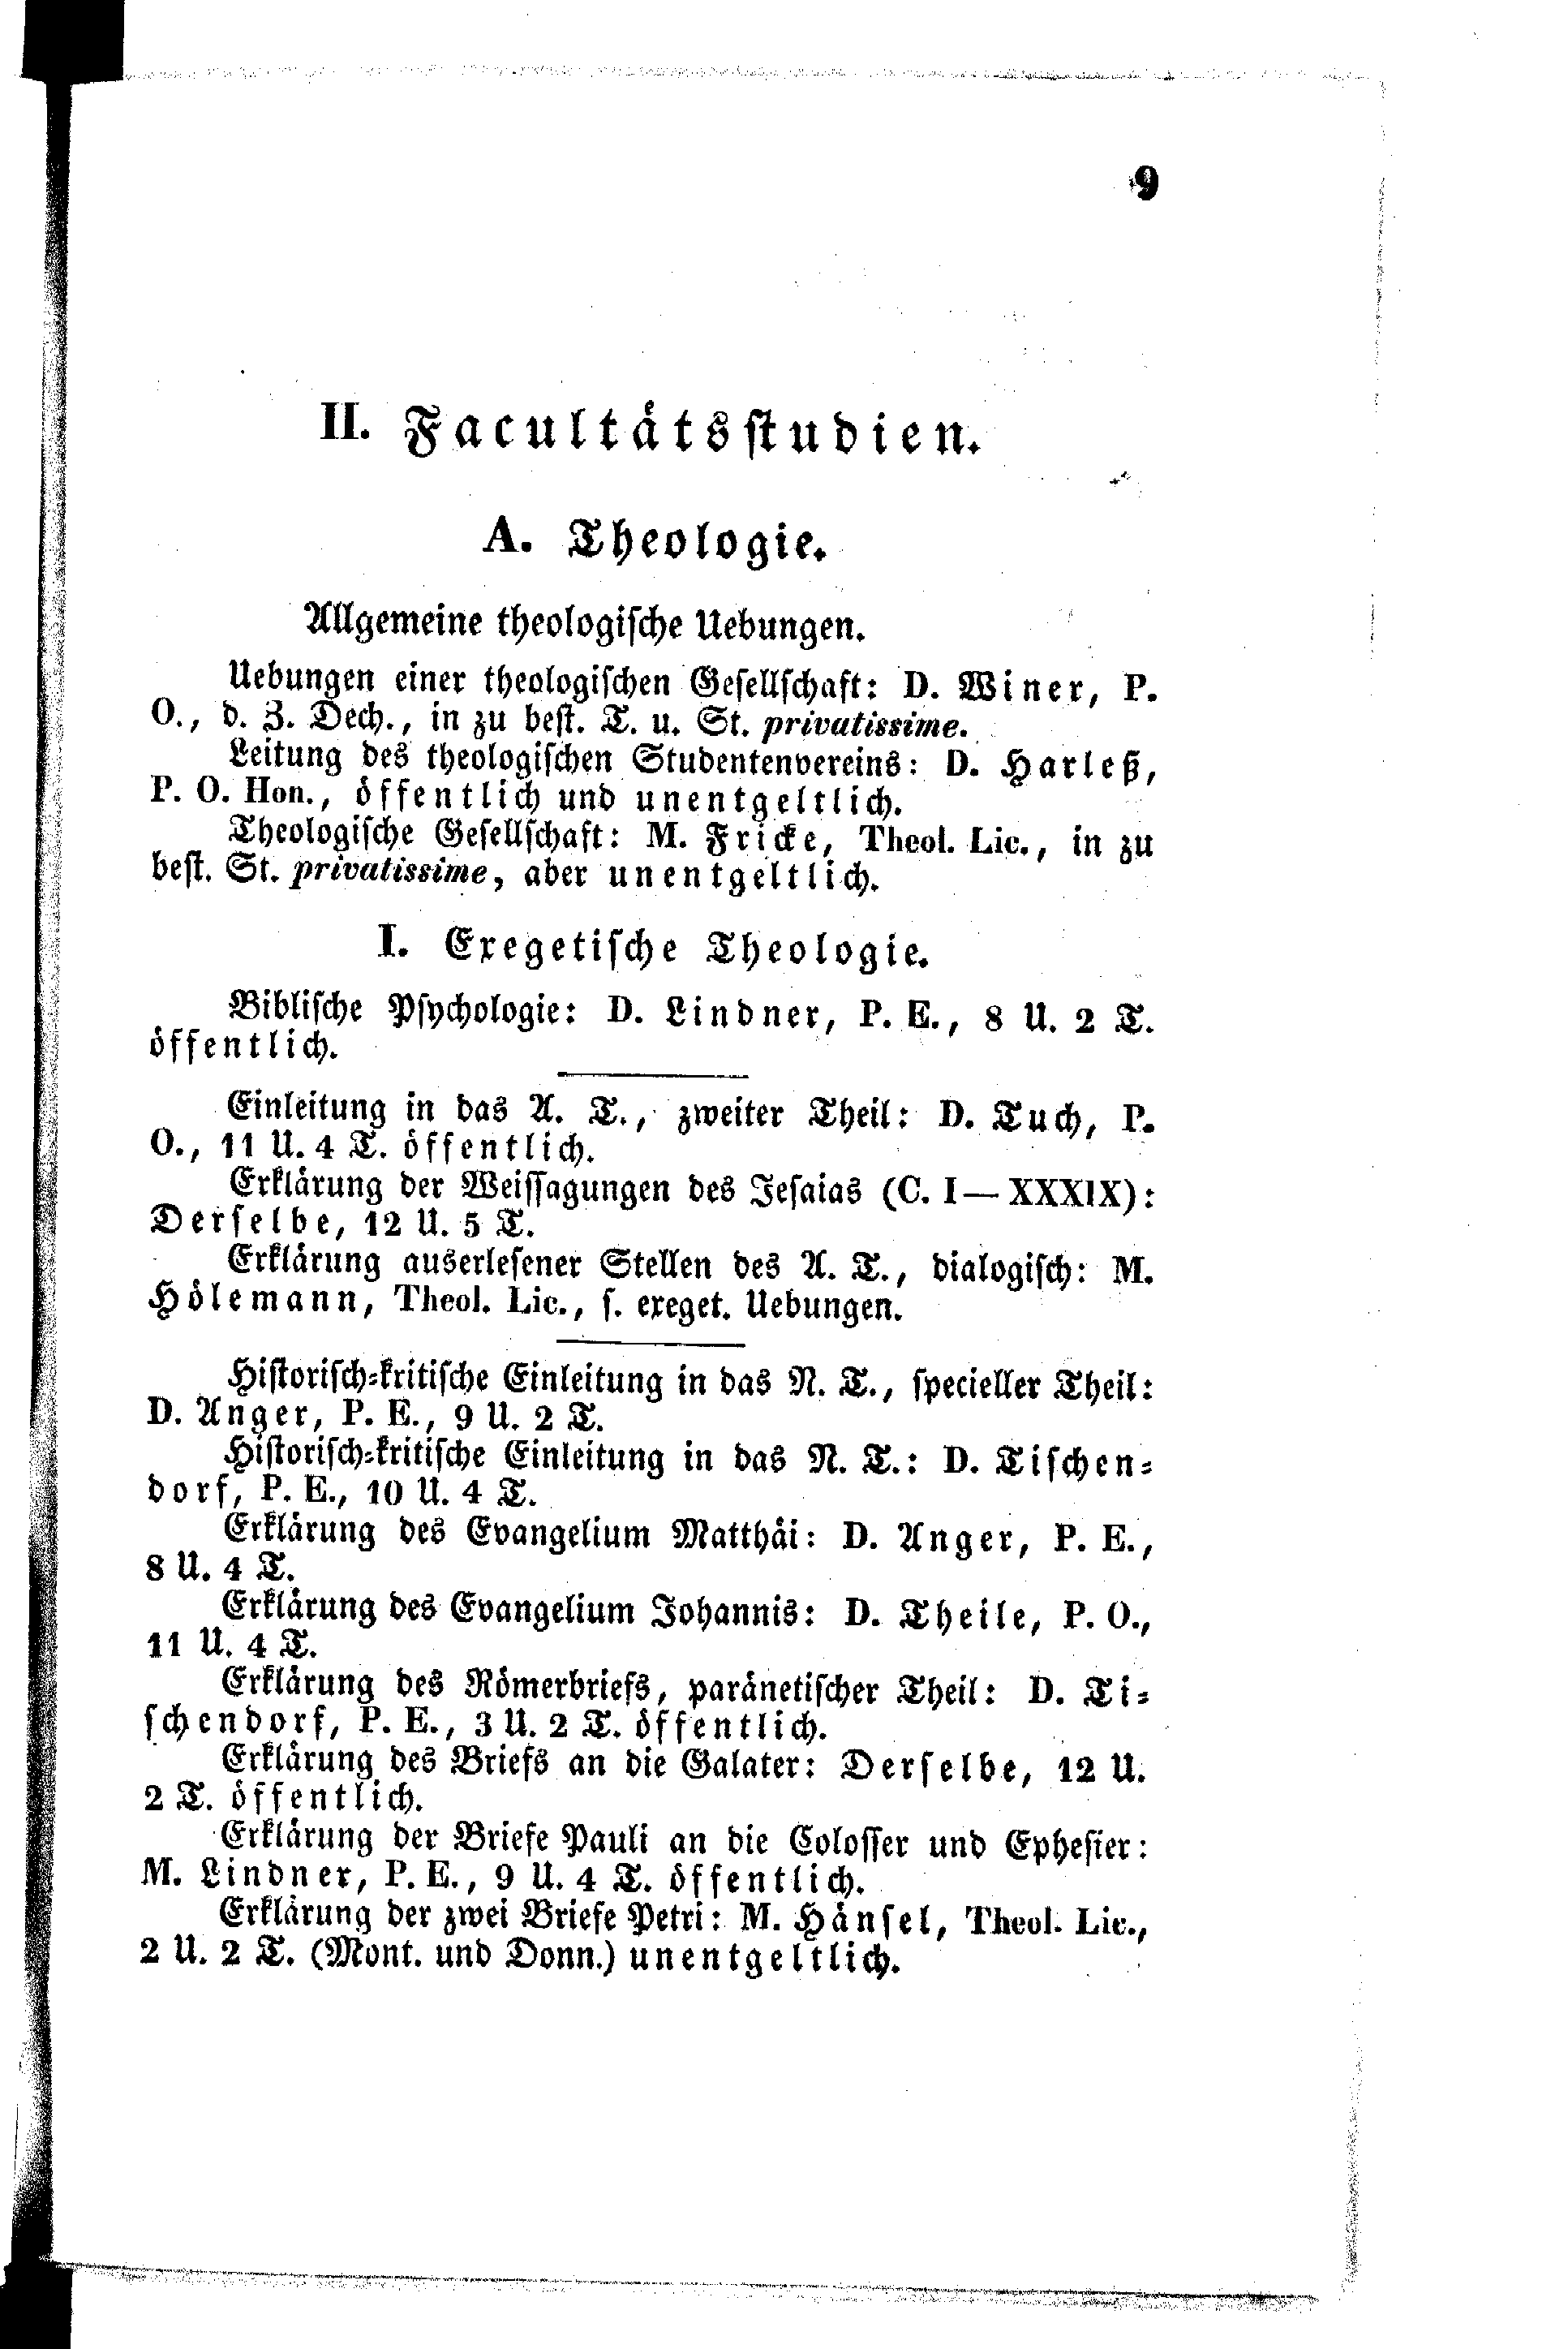 9
II. Facultätsstudien.
A. Theologie.
Allgemeine theologische Uebungen.
Uebungen einer theologischen Gesellschaft: D. Winer, P.
O., d. Z. Dech., in zu best. T. u. St. privatissime.
Leitung des theologischen Studentenvereins: D. Harleß,
P. O. Hon., öffentlich und unentgeltlich.
Theologische Gesellschaft: M. Fricke, Theol. Lic., in zu
best. St. privatissime, aber unentgeltlich.
I. Exegetische Theologie.
Biblische Psychologie: D. Lindner, P. E., 8 U. 2 T.
öffentlich.
Einleitung in das A. T., zweiter Theil: D. Tuch, P.
O., 11 U. 4 T. öffentlich.
Erklärung der Weissagungen des Jesaias (C. I—XXXIX):
Derselbe, 12 U. 5 T.
Erklärung auserlesener Stellen des A. T., dialogisch: M.
Hölemann, Theol. Lic., s. exeget. Uebungen.
Historisch-kritische Einleitung in das N. T., specieller Theil:
D. Anger, P. E., 9 U. 2 T.
Historisch-kritische Einleitung in das N. T.: D. Tischen-
dorf, P. E., 10 U. 4 T.
Erklärung des Evangelium Matthäi: D. Anger, P. E.,
8 U. 4 T.
Erklärung des Evangelium Johannis: D. Theile, P. O.,
11 U. 4 T.
Erklärung des Römerbriefs, paränetischer Theil: D. Ti-
schendorf, P. E., 3 U. 2 T. öffentlich.
Erklärung des Briefs an die Galater: Derselbe, 12 U.
2 T. öffentlich.
Erklärung der Briefe Pauli an die Colosser und Ephesier:
M. Lindner, P. E., 9 U. 4 T. öffentlich.
Erklärung der zwei Briefe Petri: M. Hänsel, Theol. Lic.,
2 U. 2 T. (Mont. und Donn.) unentgeltlich.